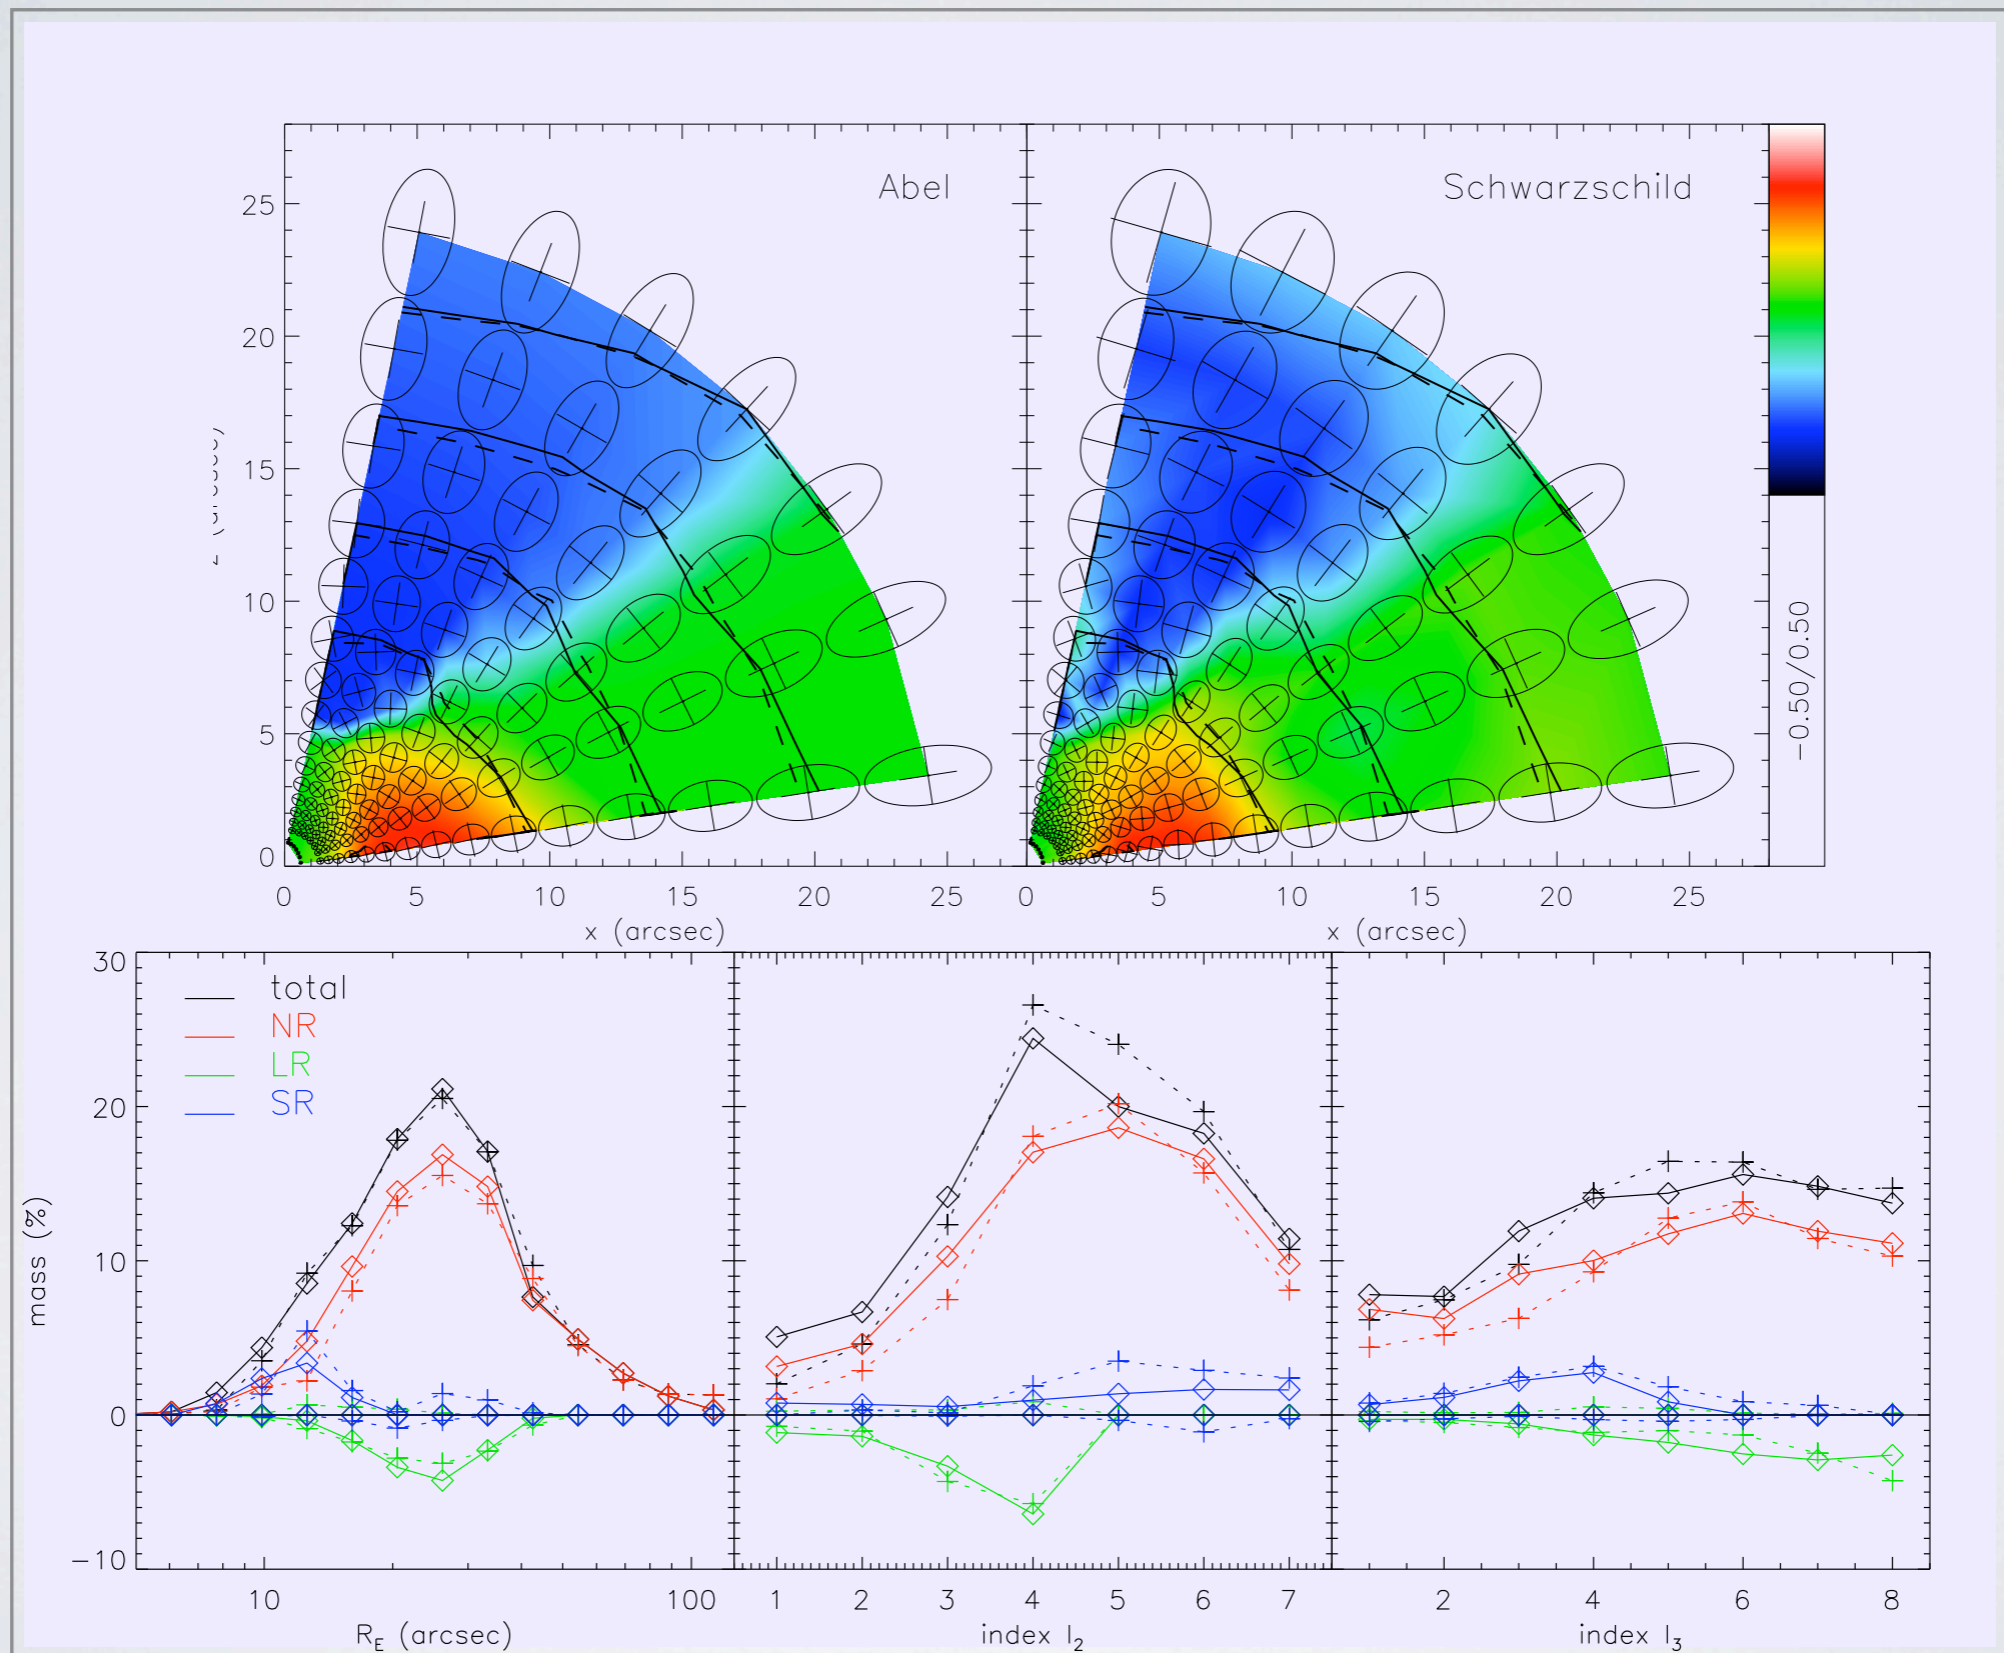 Abel
Schwarzschild
25
20
15
10
5
0
0 5 10 15 20 25
0 5 10 15 20 25
x (arcsec)
x (arcsec)
−0.50/0.50
total
NR
LR
SR
mass (%)
30
20
10
0
−10
10 100
1 2 3 4 5 6 7
2 4 6 8
R_E (arcsec)
index I₂
index I₃